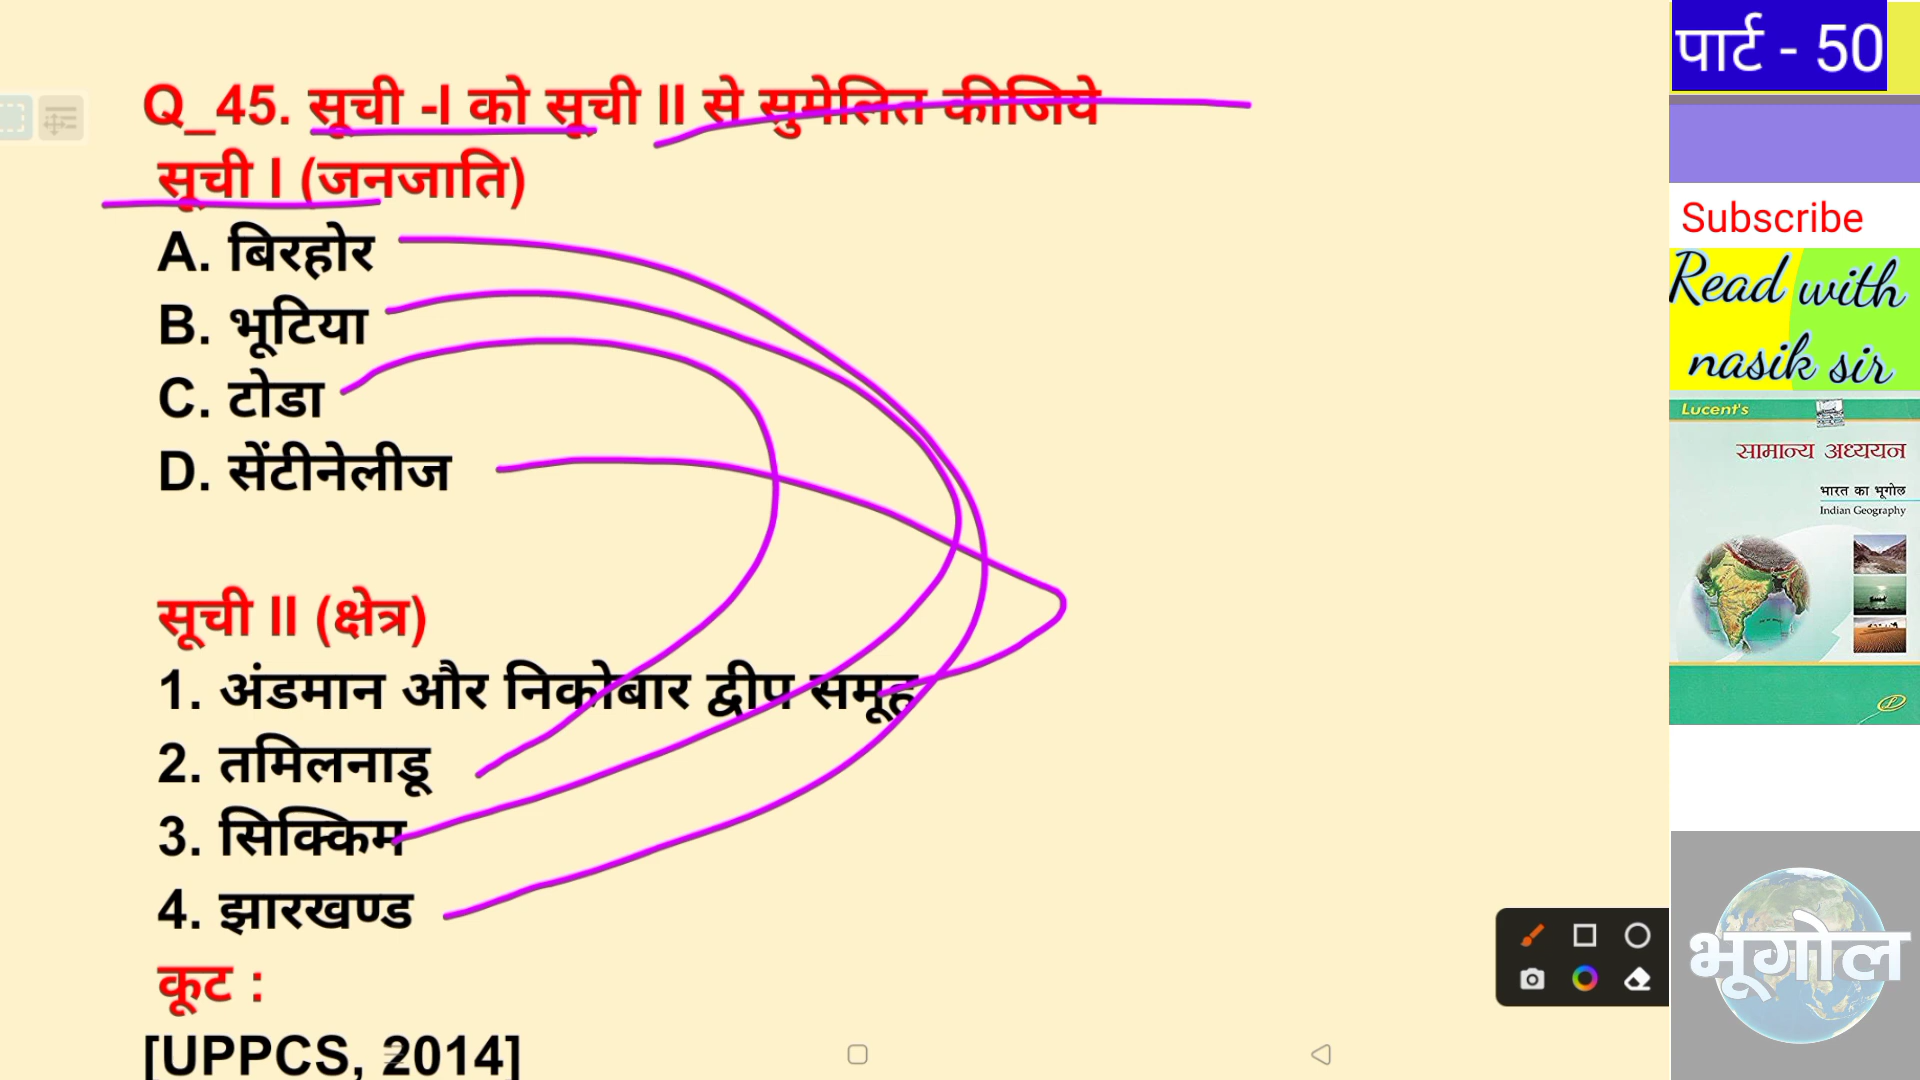 Q_45. सूची -I को सूची II से सुमेलित कीजिये
सूची I (जनजाति)
A. बिरहोर
B. भूटिया
C. टोडा
D. सेंटीनेलीज
सूची II (क्षेत्र)
1. अंडमान और निकोबार द्वीप समूह
2. तमिलनाडू
3. सिक्किम
4. झारखण्ड
कूट :
[UPPCS, 2014]
पार्ट - 50
Subscribe
Read with
nasik sir
Lucent's
सामान्य अध्ययन
भारत का भूगोल
Indian Geography
भूगोल